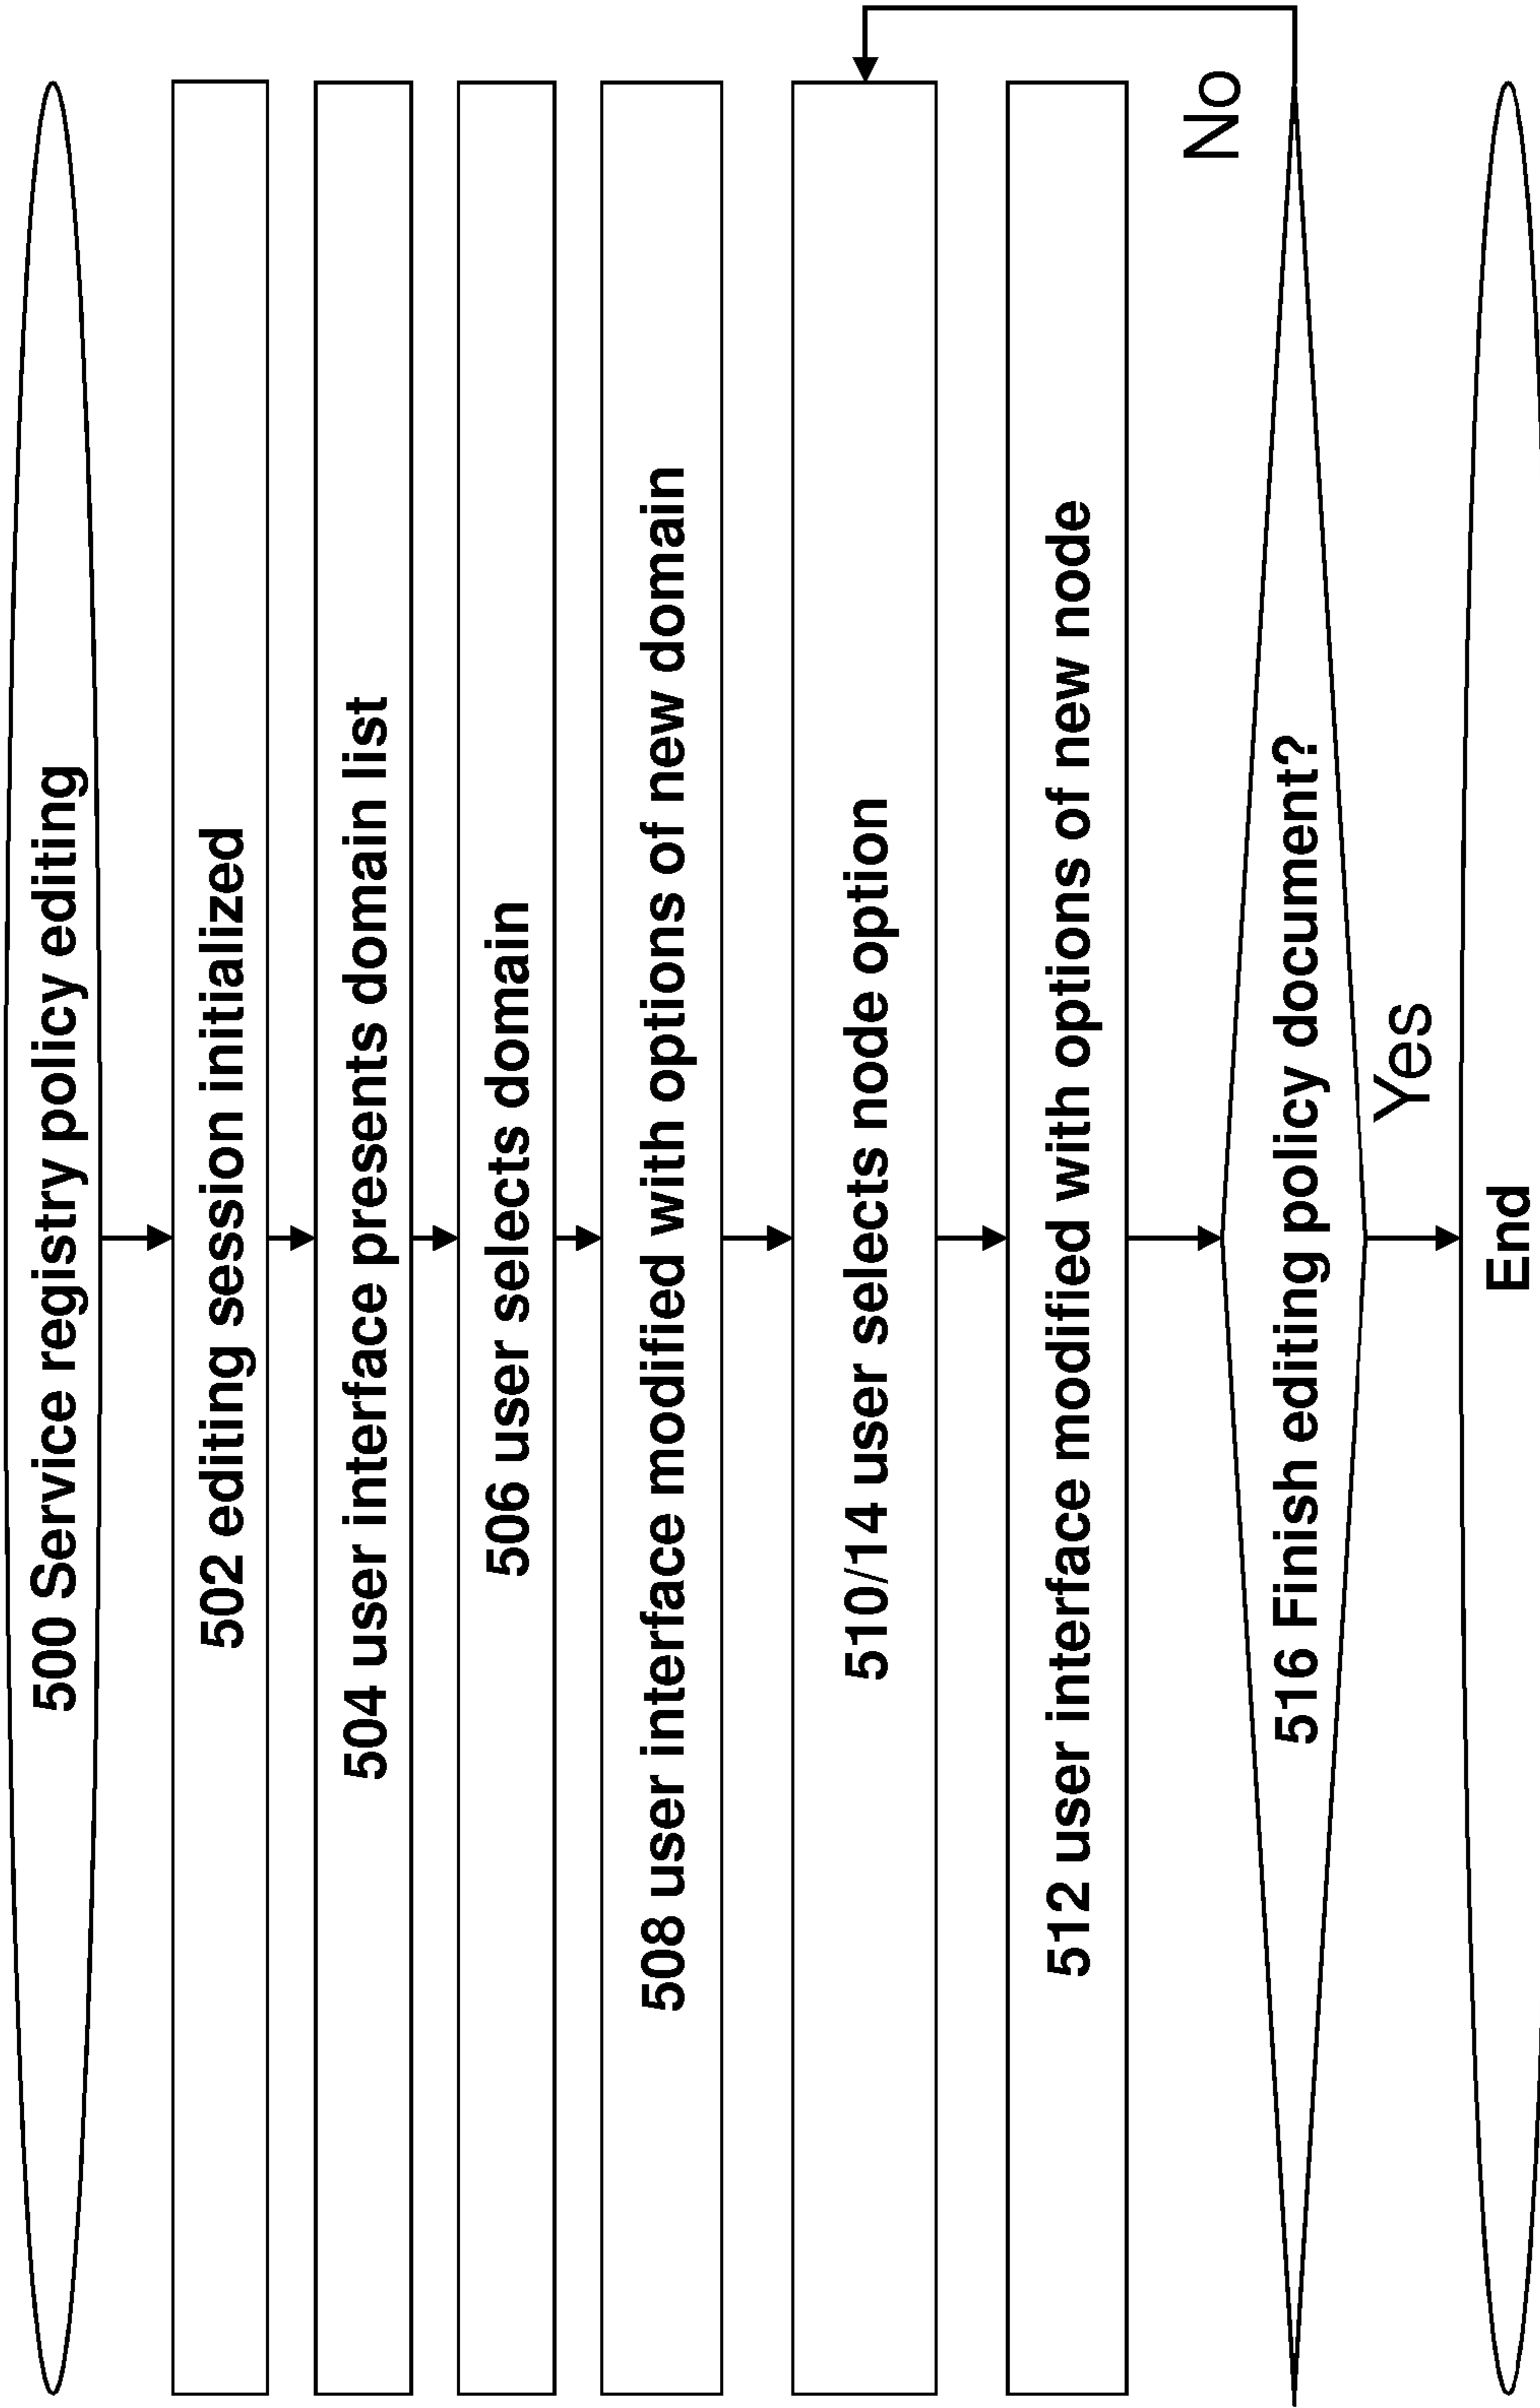 500 Service registry policy editing
502 editing session initialized
504 user interface presents domain list
506 user selects domain
508 user interface modified with options of new domain
510/14 user selects node option
512 user interface modified with options of new node
No
516 Finish editing policy document?
Yes
End